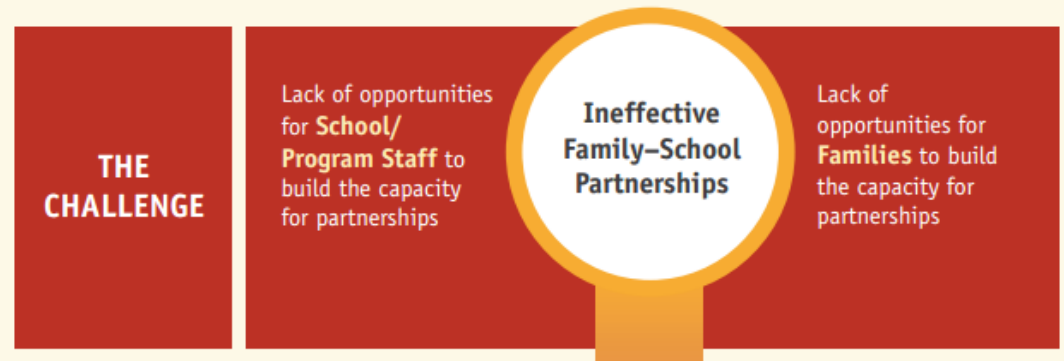 THE
CHALLENGE
Lack of opportunities
for School/
Program Staff to
build the capacity
for partnerships
Ineffective
Family–School
Partnerships
Lack of
opportunities for
Families to build
the capacity for
partnerships